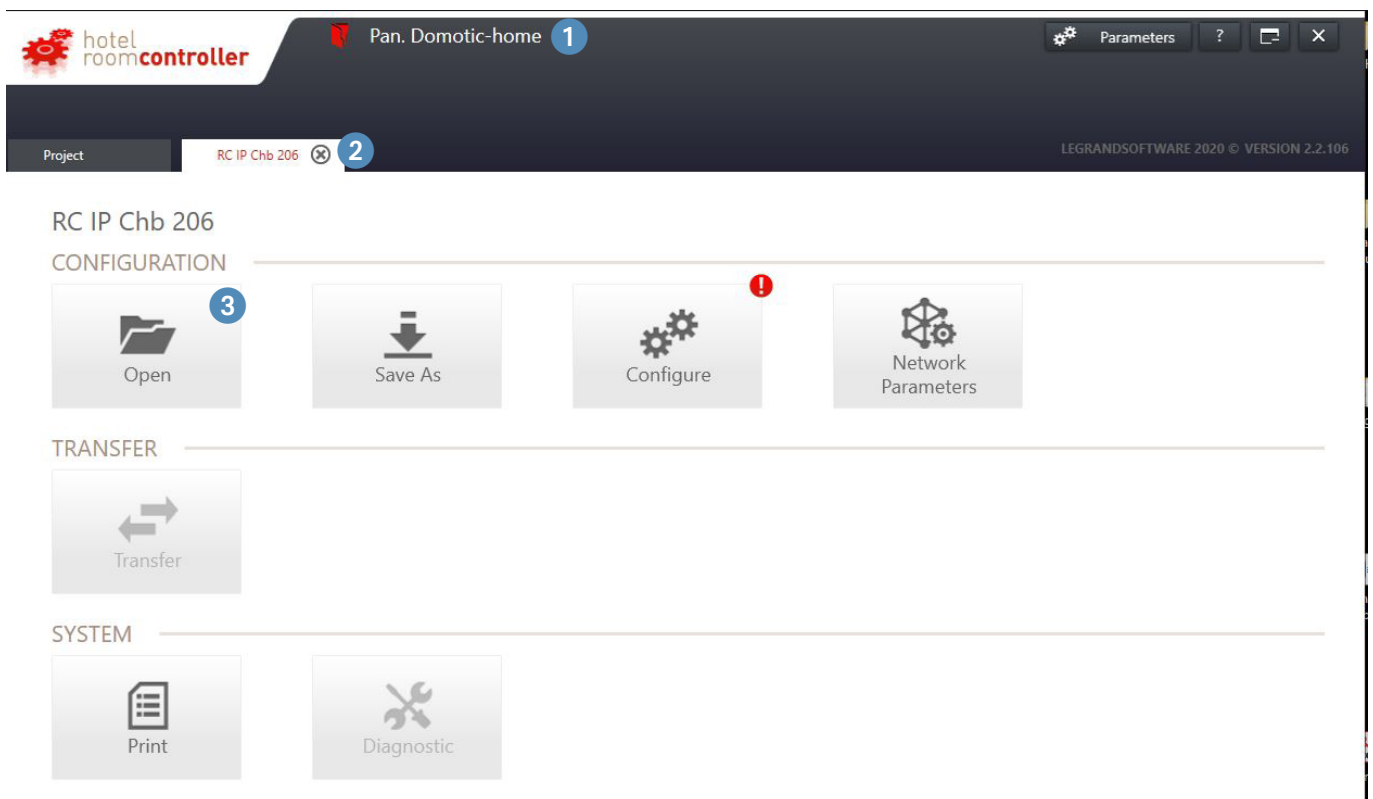 hotel
roomcontroller
Pan. Domotic-home 1
Parameters ?
Project
RC IP Chb 206 2
LEGRANDSOFTWARE 2020 © VERSION 2.2.106
RC IP Chb 206
CONFIGURATION
3
Open
Save As
!
Configure
Network
Parameters
TRANSFER
Transfer
SYSTEM
Print
Diagnostic